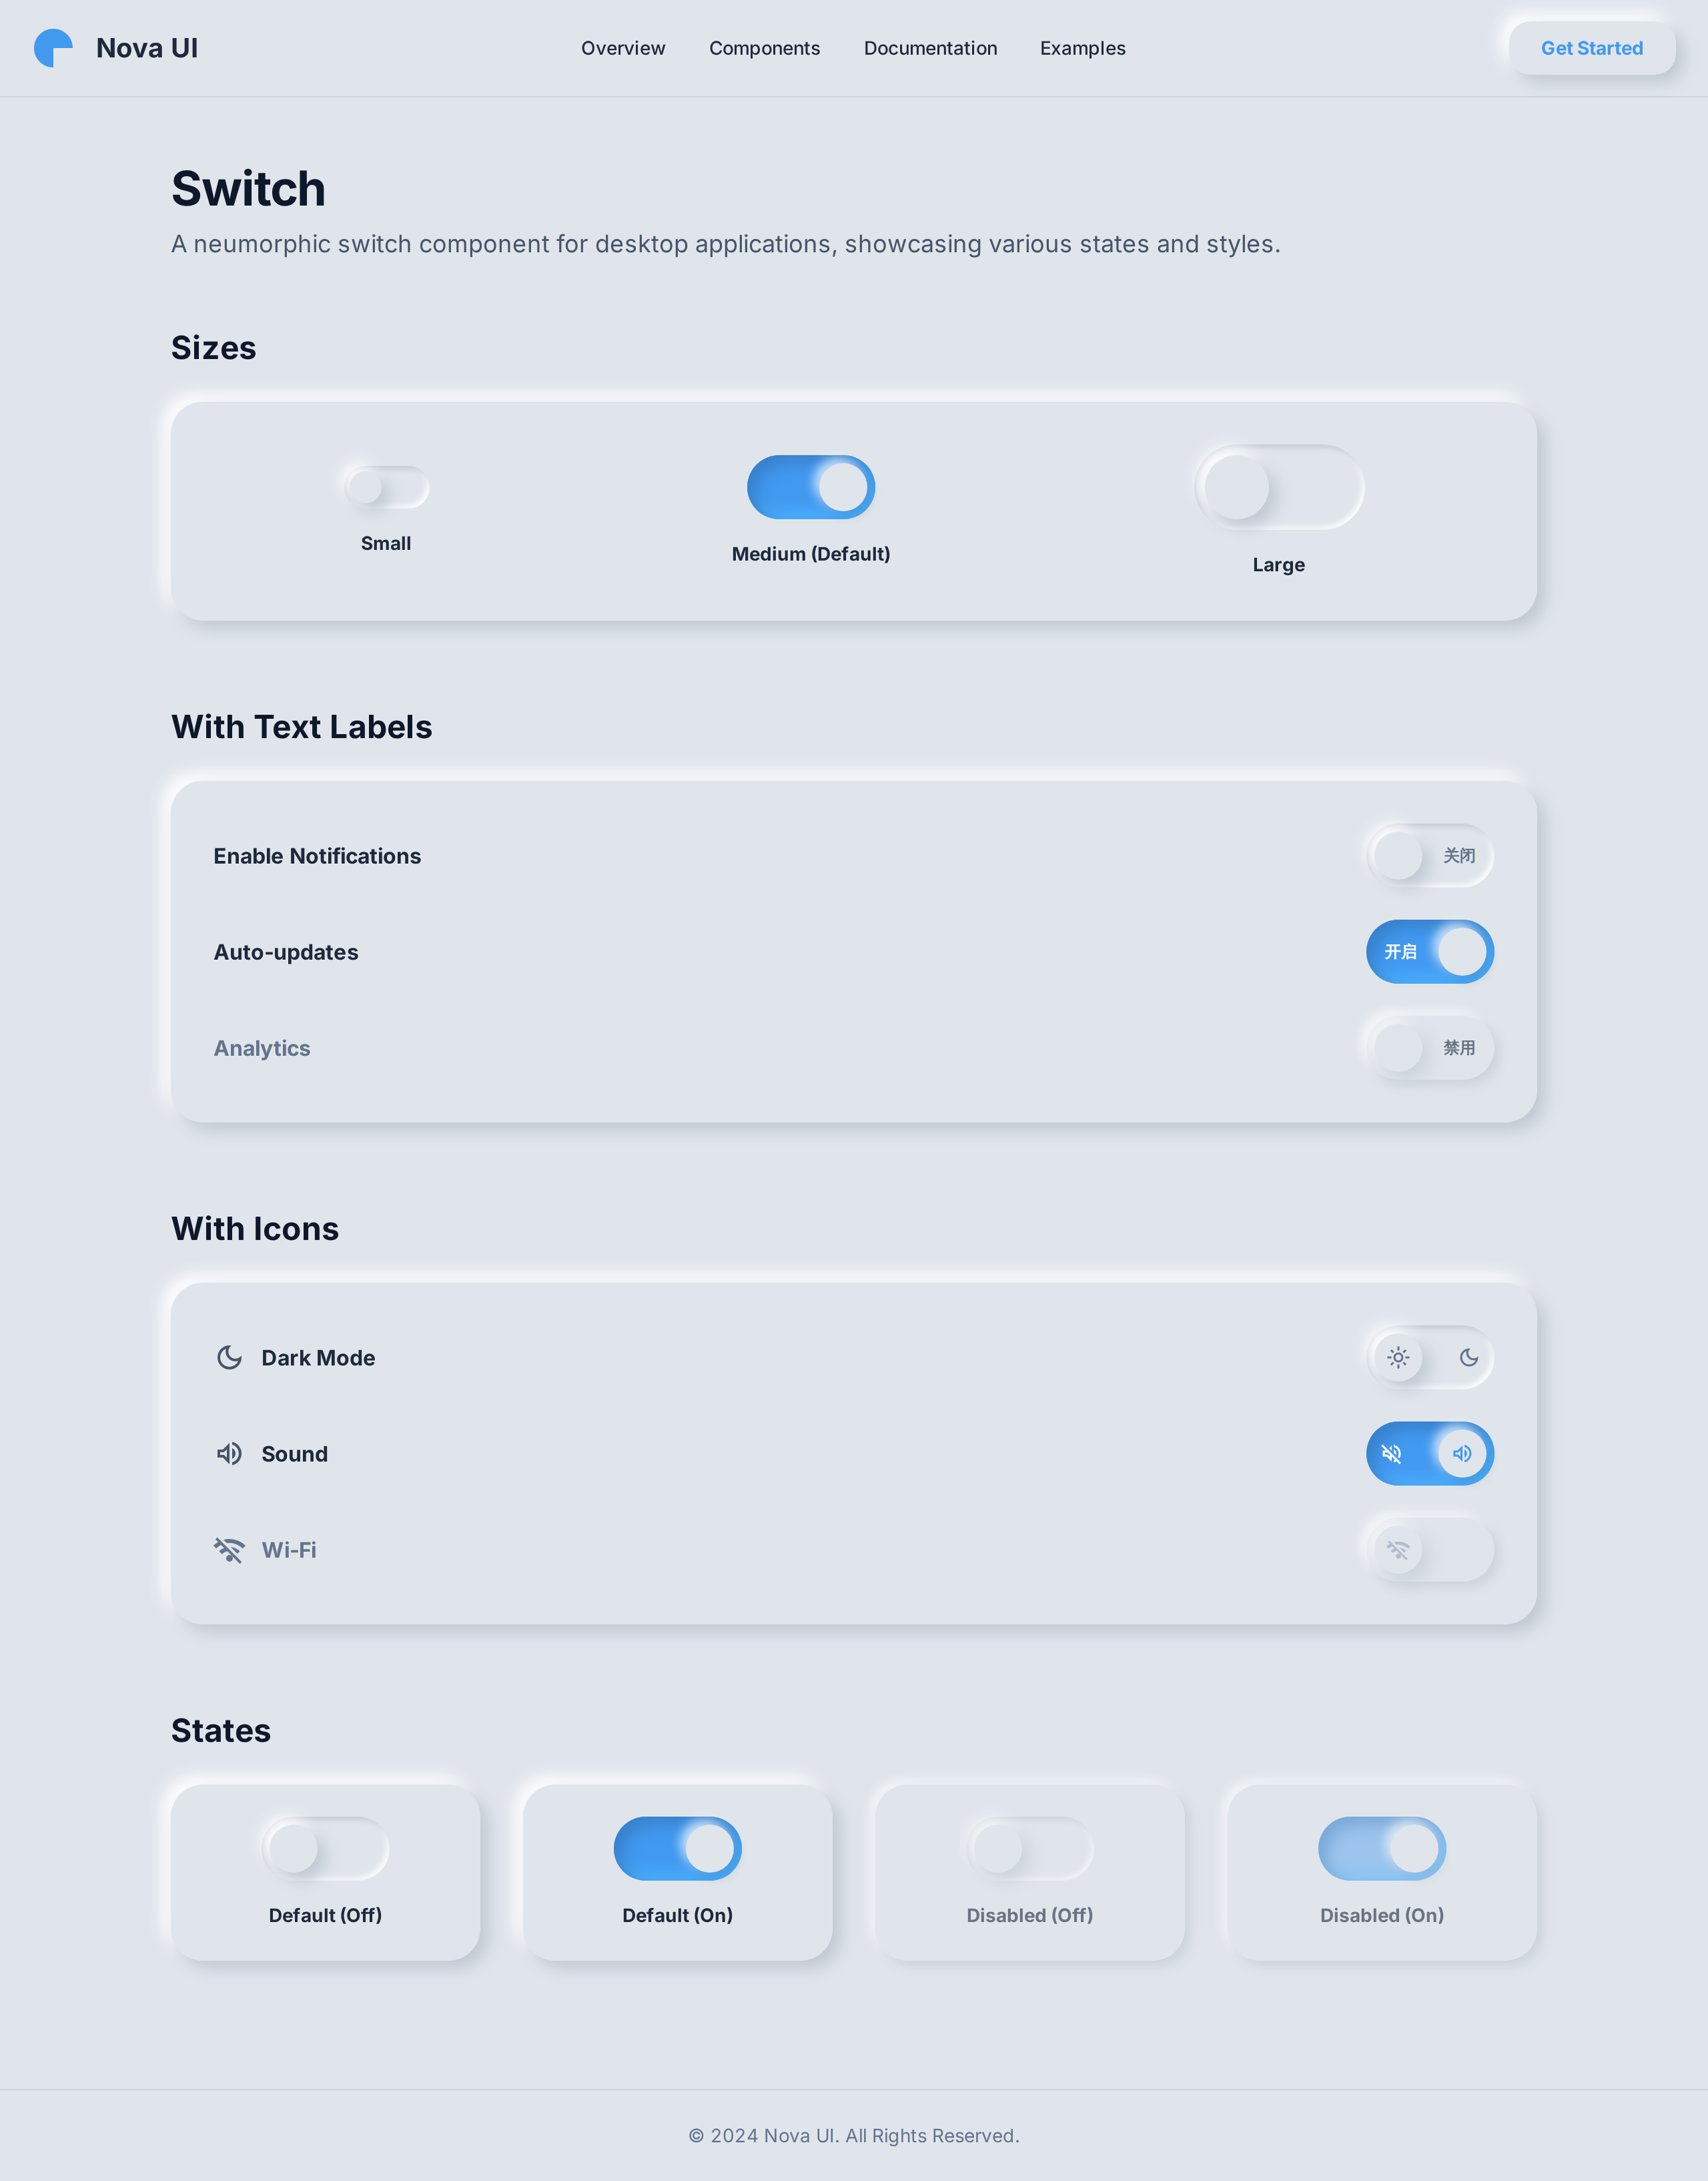 Nova UI
Overview
Components
Documentation
Examples
Get Started
Switch
A neumorphic switch component for desktop applications, showcasing various states and styles.
Sizes
Small
Medium (Default)
Large
With Text Labels
Enable Notifications
关闭
Auto-updates
开启
Analytics
禁用
With Icons
Dark Mode
Sound
Wi-Fi
States
Default (Off)
Default (On)
Disabled (Off)
Disabled (On)
© 2024 Nova UI. All Rights Reserved.